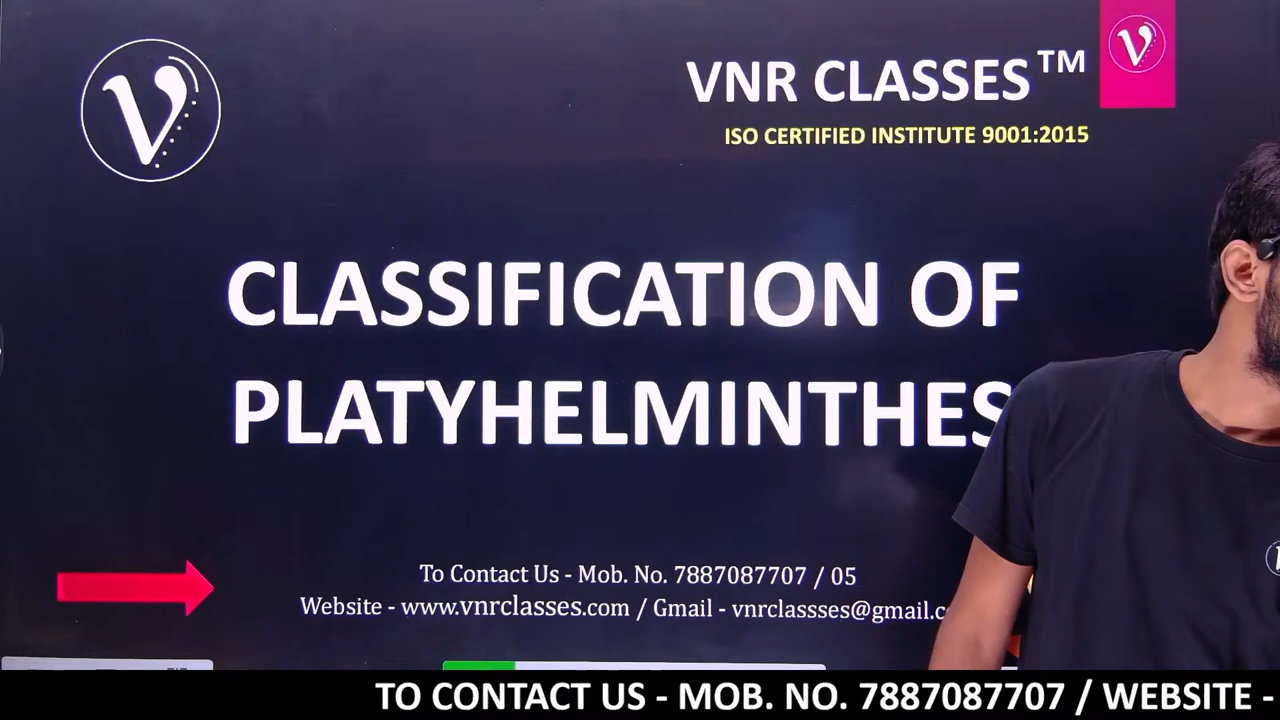 V
VNR CLASSES™
V
ISO CERTIFIED INSTITUTE 9001:2015
CLASSIFICATION OF
PLATYHELMINTHES
To Contact Us - Mob. No. 7887087707 / 05
Website - www.vnrclassses.com / Gmail - vnrclasssses@gmail.c
TO CONTACT US - MOB. NO. 7887087707 / WEBSITE -